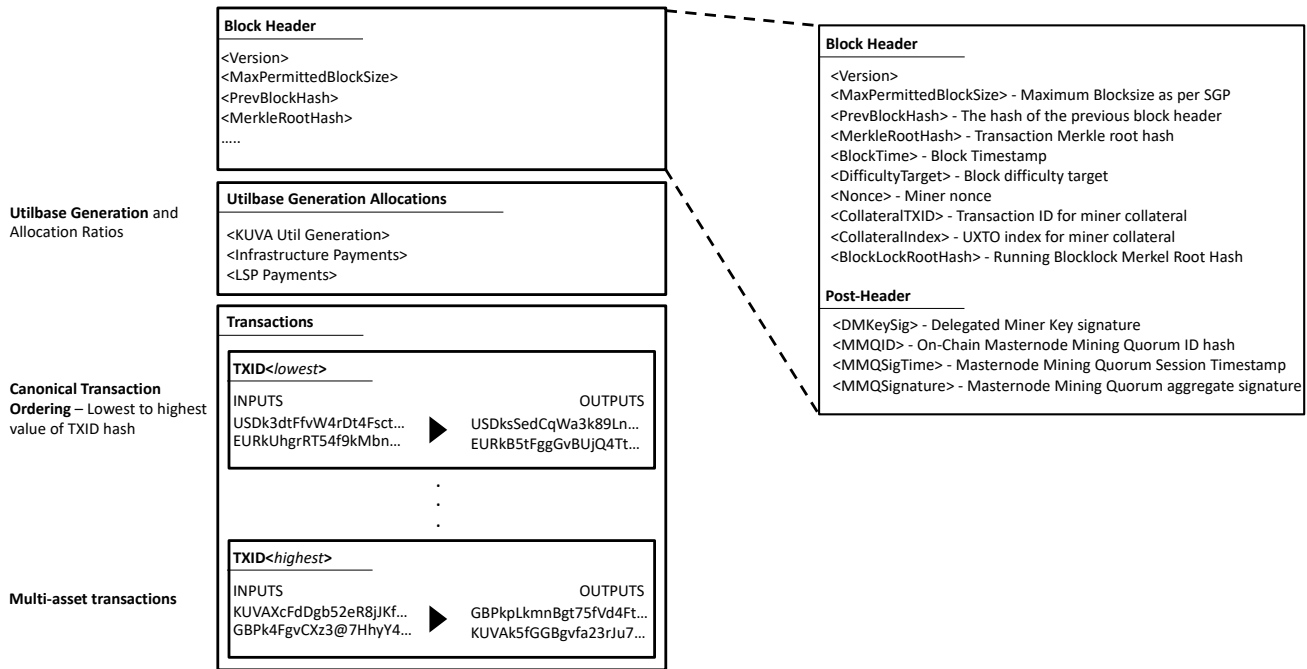 Block Header
<Version>
<MaxPermittedBlockSize>
<PrevBlockHash>
<MerkleRootHash>
.....
Utilbase Generation and
Allocation Ratios
Utilbase Generation Allocations
<KUVA Util Generation>
<Infrastructure Payments>
<LSP Payments>
Transactions
Canonical Transaction
Ordering – Lowest to highest
value of TXID hash
TXID<lowest>
INPUTS
USDk3dtFfvW4rDt4Fsct...
EURkUhgrRT54f9kMbn...
OUTPUTS
USDksSedCqWa3k89Ln...
EURkB5tFggGvBUjQ4Tt...
.
.
.
Multi-asset transactions
TXID<highest>
INPUTS
KUVAXcFdDgb52eR8jJKf...
GBPk4FgvCXz3@7HhyY4...
OUTPUTS
GBPkpLkmnBgt75fVd4Ft...
KUVAk5fGGBgvfa23rJu7...
Block Header
<Version>
<MaxPermittedBlockSize> - Maximum Blocksize as per SGP
<PrevBlockHash> - The hash of the previous block header
<MerkleRootHash> - Transaction Merkle root hash
<BlockTime> - Block Timestamp
<DifficultyTarget> - Block difficulty target
<Nonce> - Miner nonce
<CollateralTXID> - Transaction ID for miner collateral
<CollateralIndex> - UXTO index for miner collateral
<BlockLockRootHash> - Running Blocklock Merkel Root Hash
Post-Header
<DMKeySig> - Delegated Miner Key signature
<MMQID> - On-Chain Masternode Mining Quorum ID hash
<MMQSigTime> - Masternode Mining Quorum Session Timestamp
<MMQSignature> - Masternode Mining Quorum aggregate signature